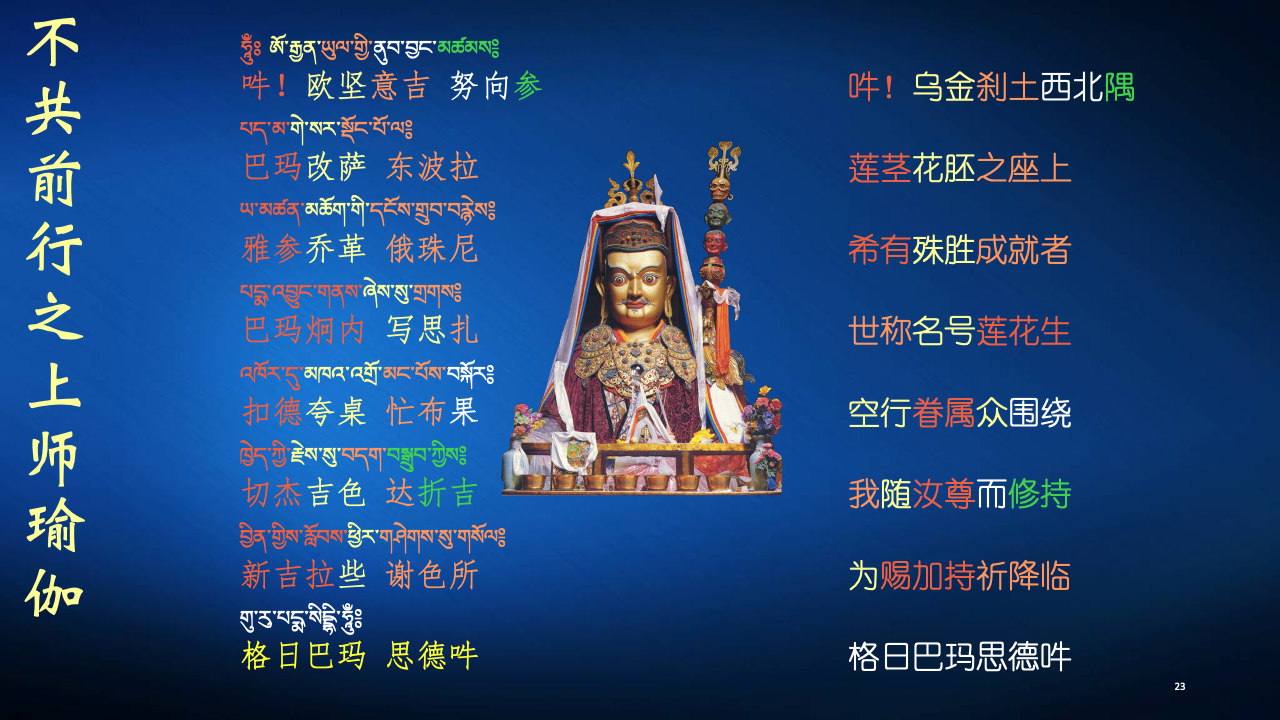 不共前行之上师瑜伽
ཧཱུྃ༔ ཨོ་རྒྱན་ཡུལ་གྱི་ནུབ་བྱང་མཚམས༔
吽！欧坚意吉 努向参
吽！乌金刹土西北隅
པད་མ་གེ་སར་སྡོང་པོ་ལ༔
巴玛改萨 东波拉
莲茎花胚之座上
ཡ་མཚན་མཆོག་གི་དངོས་གྲུབ་བརྙེས༔
雅参乔革 俄珠尼
希有殊胜成就者
པདྨ་འབྱུང་གནས་ཞེས་སུ་གྲགས༔
巴玛炯内 写思扎
世称名号莲花生
འཁོར་དུ་མཁའ་འགྲོ་མང་པོས་བསྐོར༔
扣德夸桌 忙布果
空行眷属众围绕
ཁྱེད་ཀྱི་རྗེས་སུ་བདག་བསྒྲུབ་ཀྱིས༔
切杰吉色 达折吉
我随汝尊而修持
བྱིན་གྱིས་རློབས་ཕྱིར་གཤེགས་སུ་གསོལ༔
新吉拉些 谢色所
为赐加持祈降临
གུ་རུ་པདྨ་སིདྡྷི་ཧཱུྃ༔
格日巴玛 思德吽
格日巴玛思德吽
23